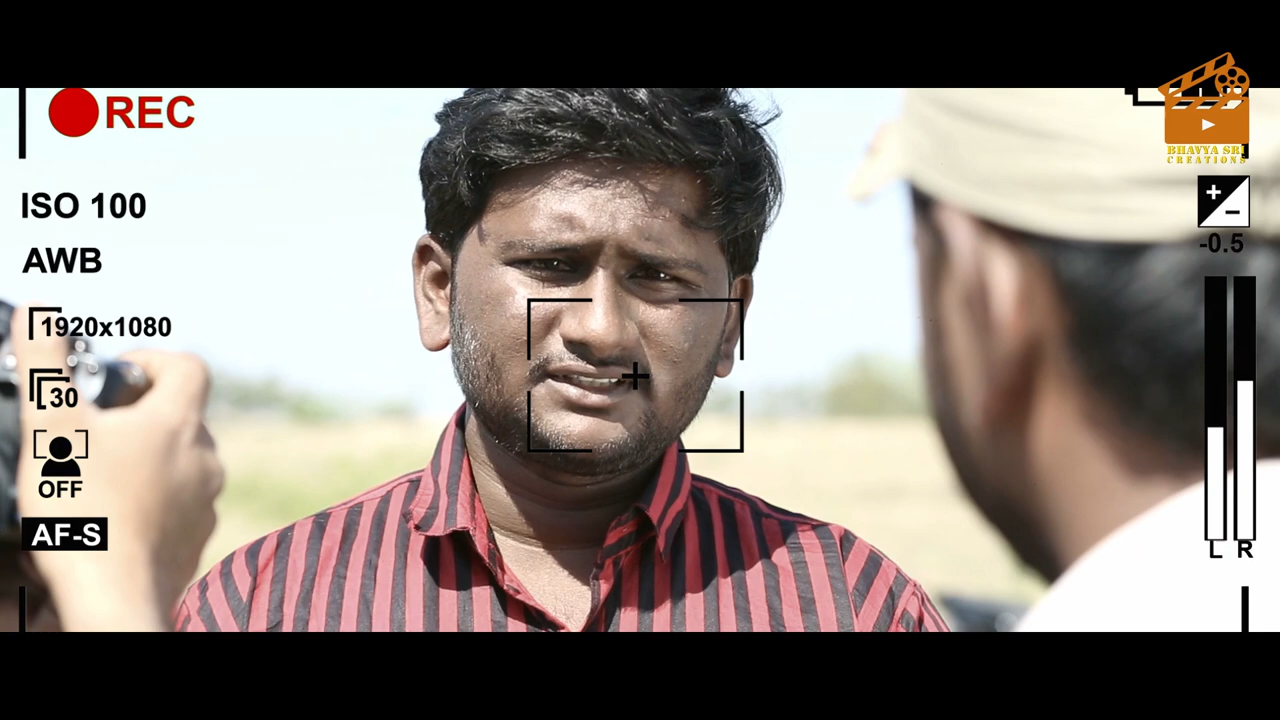 REC
ISO 100
AWB
1920x1080
30
OFF
AF-S
BHAVYA SRI
CREATIONS
+
−
-0.5
L R